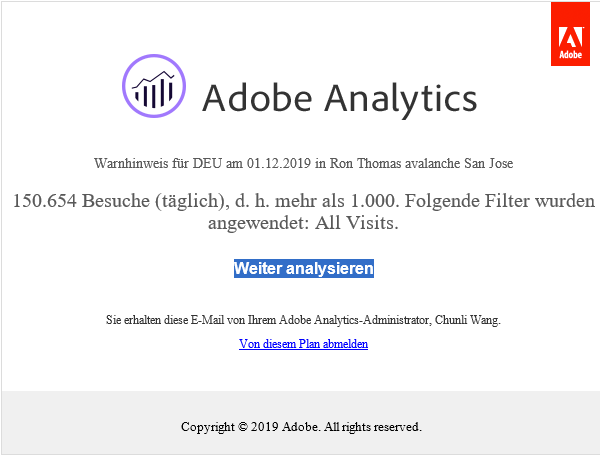 Adobe
Adobe Analytics
Warnhinweis für DEU am 01.12.2019 in Ron Thomas avalanche San Jose
150.654 Besuche (täglich), d. h. mehr als 1.000. Folgende Filter wurden
angewendet: All Visits.
Weiter analysieren
Sie erhalten diese E-Mail von Ihrem Adobe Analytics-Administrator, Chunli Wang.
Von diesem Plan abmelden
Copyright © 2019 Adobe. All rights reserved.